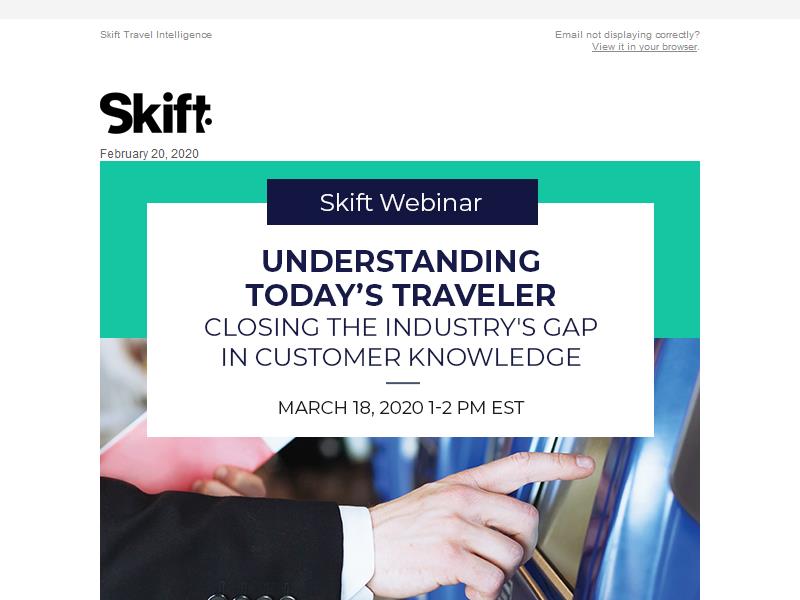 Skift Travel Intelligence
Email not displaying correctly?
View it in your browser.
Skift
February 20, 2020
Skift Webinar
UNDERSTANDING
TODAY’S TRAVELER
CLOSING THE INDUSTRY'S GAP
IN CUSTOMER KNOWLEDGE
MARCH 18, 2020 1-2 PM EST